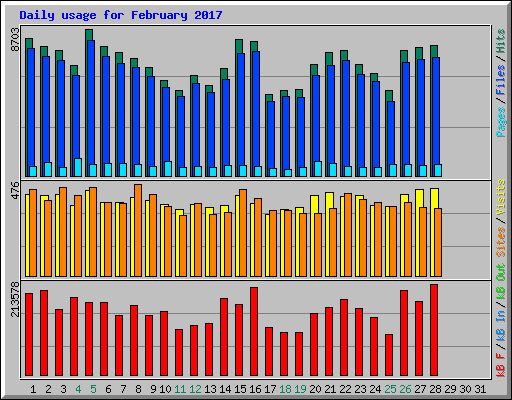 Daily usage for February 2017
8703
Pages / Files / Hits
476
Sites / Visits
213578
kB F / kB In / kB Out
1 2 3 4 5 6 7 8 9 10 11 12 13 14 15 16 17 18 19 20 21 22 23 24 25 26 27 28 29 30 31